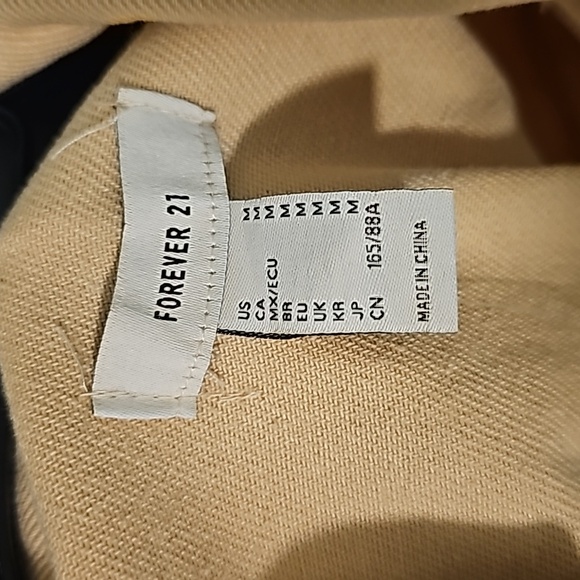 FOREVER 21
US M
CA M
MX/ECU M
BR M
EU M
UK M
KR M
JP M
CN 165/88A
MADE IN CHINA